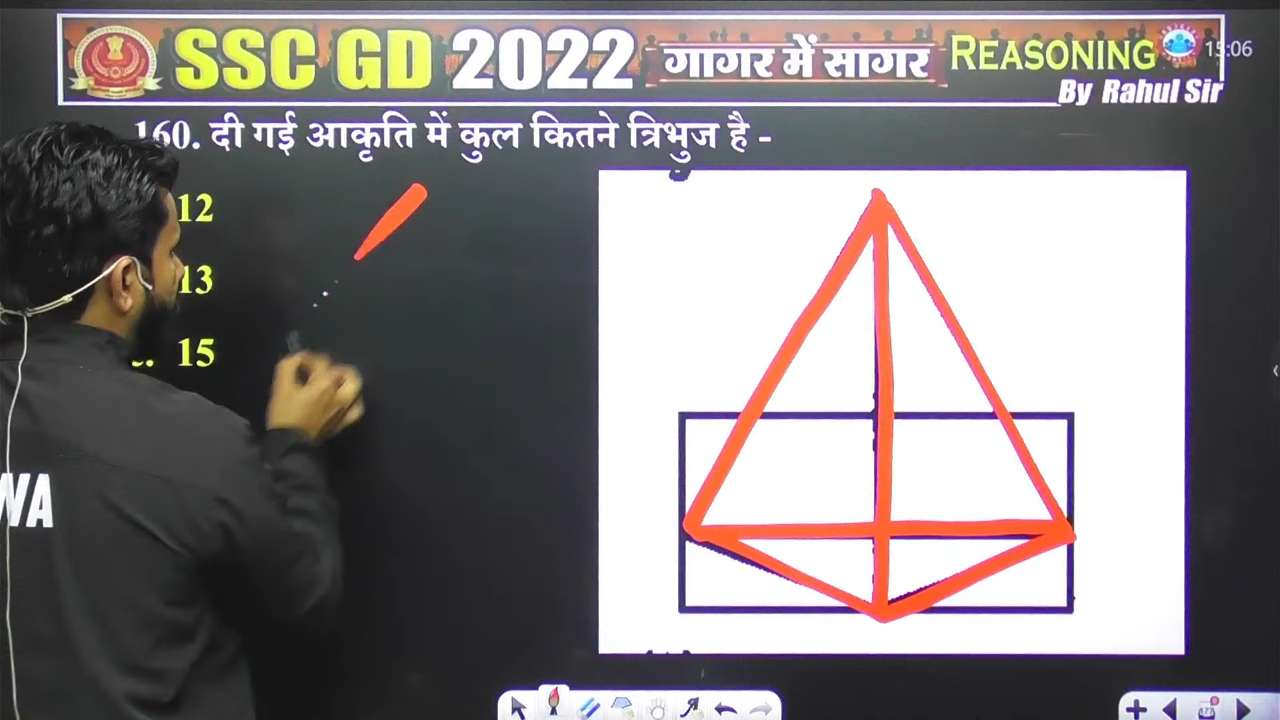 SSC GD 2022 गागर में सागर REASONING 15:06
By Rahul Sir
160. दी गई आकृति में कुल कितने त्रिभुज है -
12
13
15
WA